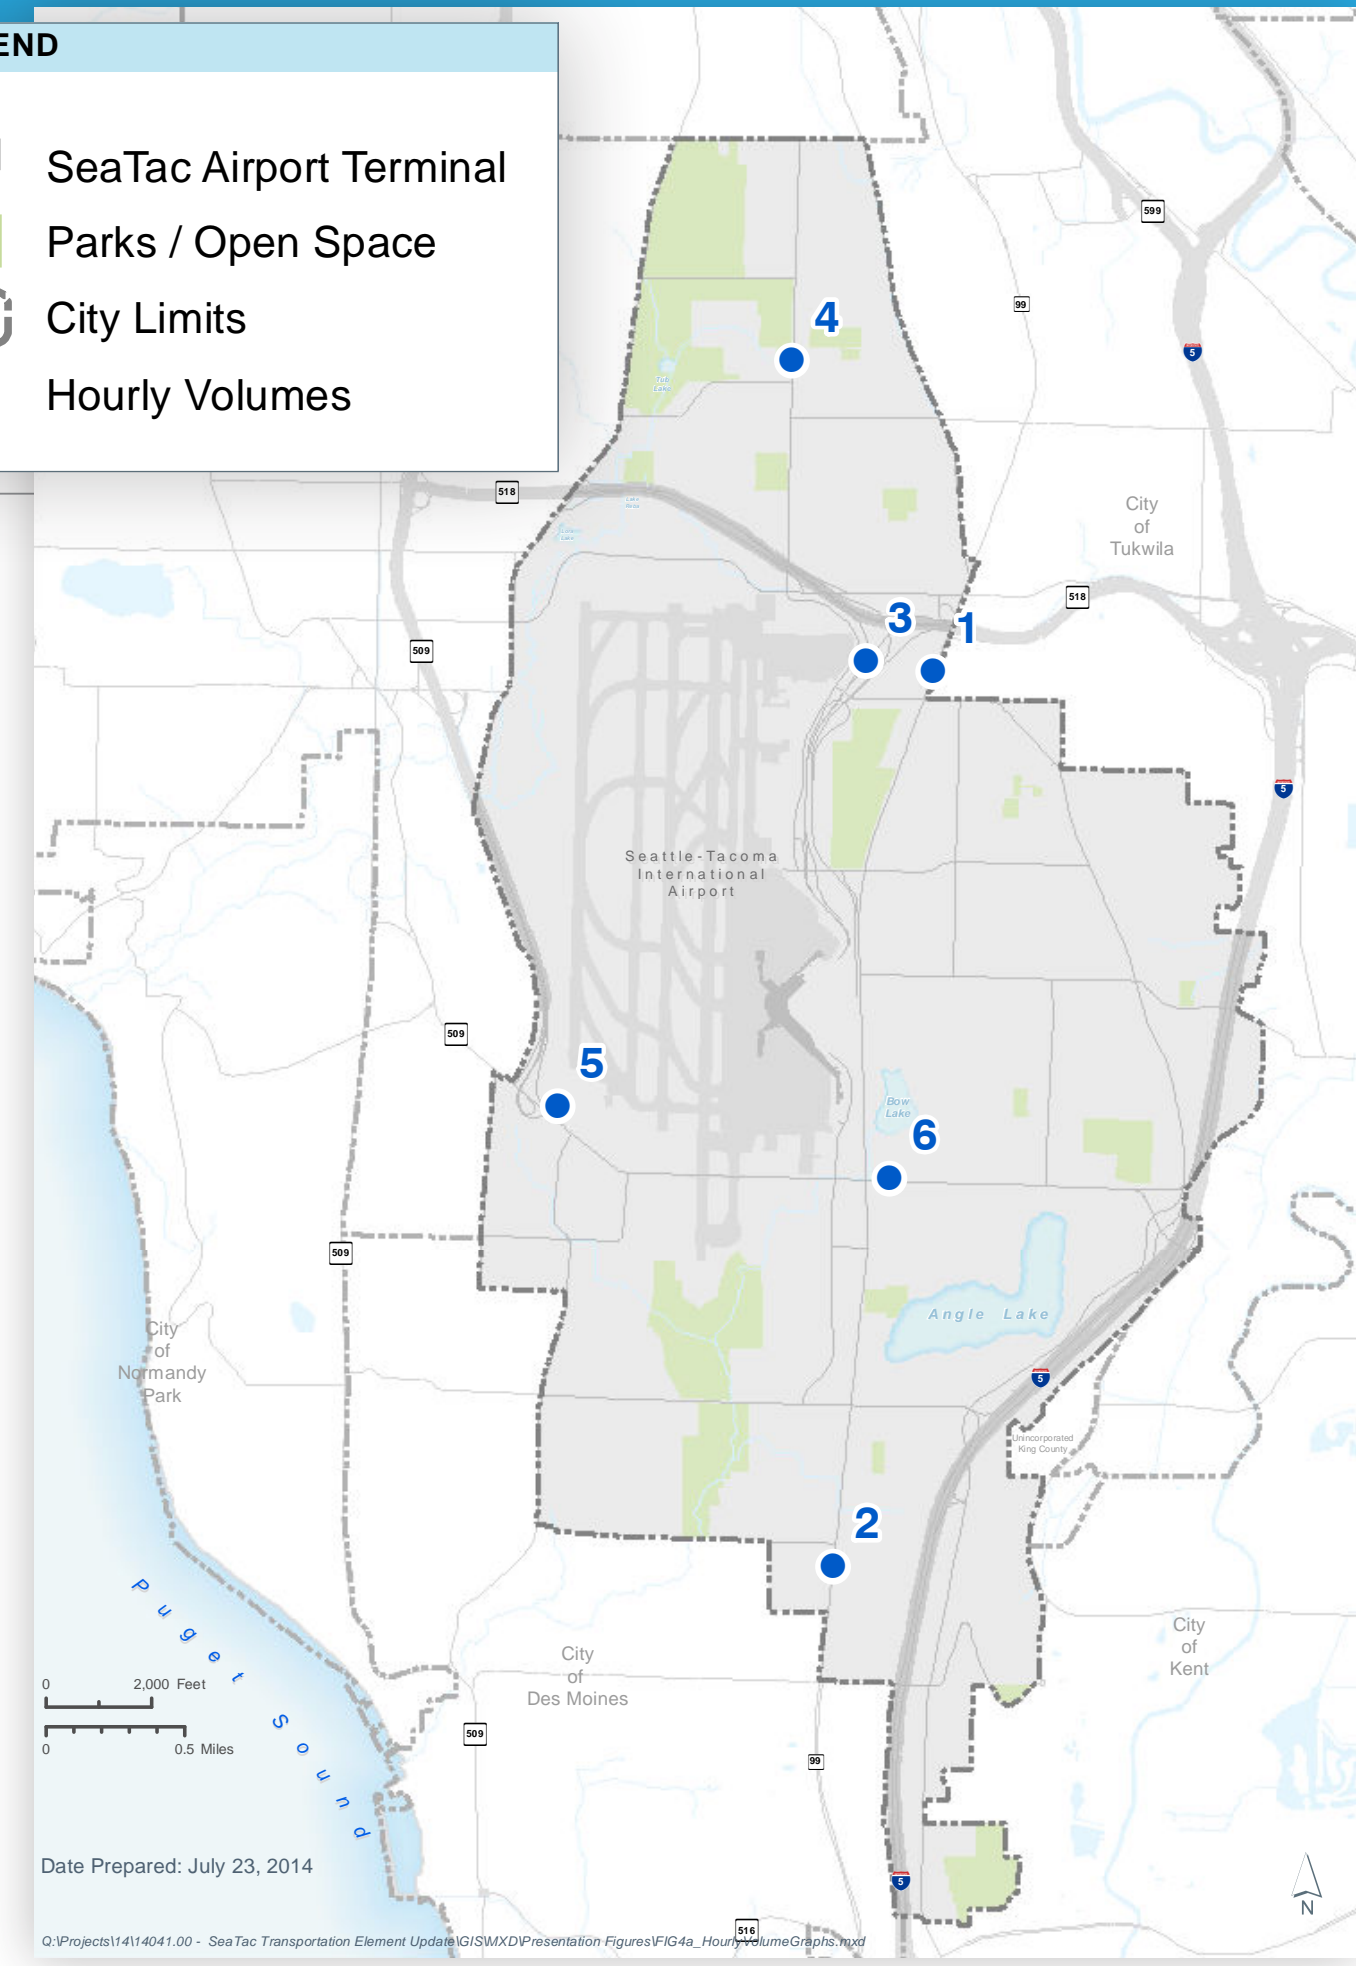 END
SeaTac Airport Terminal
Parks / Open Space
City Limits
Hourly Volumes
599
99
5
4
Tub
Lake
518
City
of
Tukwila
518
3
1
509
5
Seattle-Tacoma
International
Airport
509
5
Bow
Lake
6
509
Angle Lake
City
of
Normandy
Park
5
Unincorporated
King County
2
Puget Sound
City
of
Des Moines
City
of
Kent
0 2,000 Feet
0 0.5 Miles
509
99
Date Prepared: July 23, 2014
5
N
516
Q:\Projects\14\14041.00 - SeaTac Transportation Element Update\GIS\MXD\Presentation Figures\FIG4a_HourlyVolumeGraphs.mxd